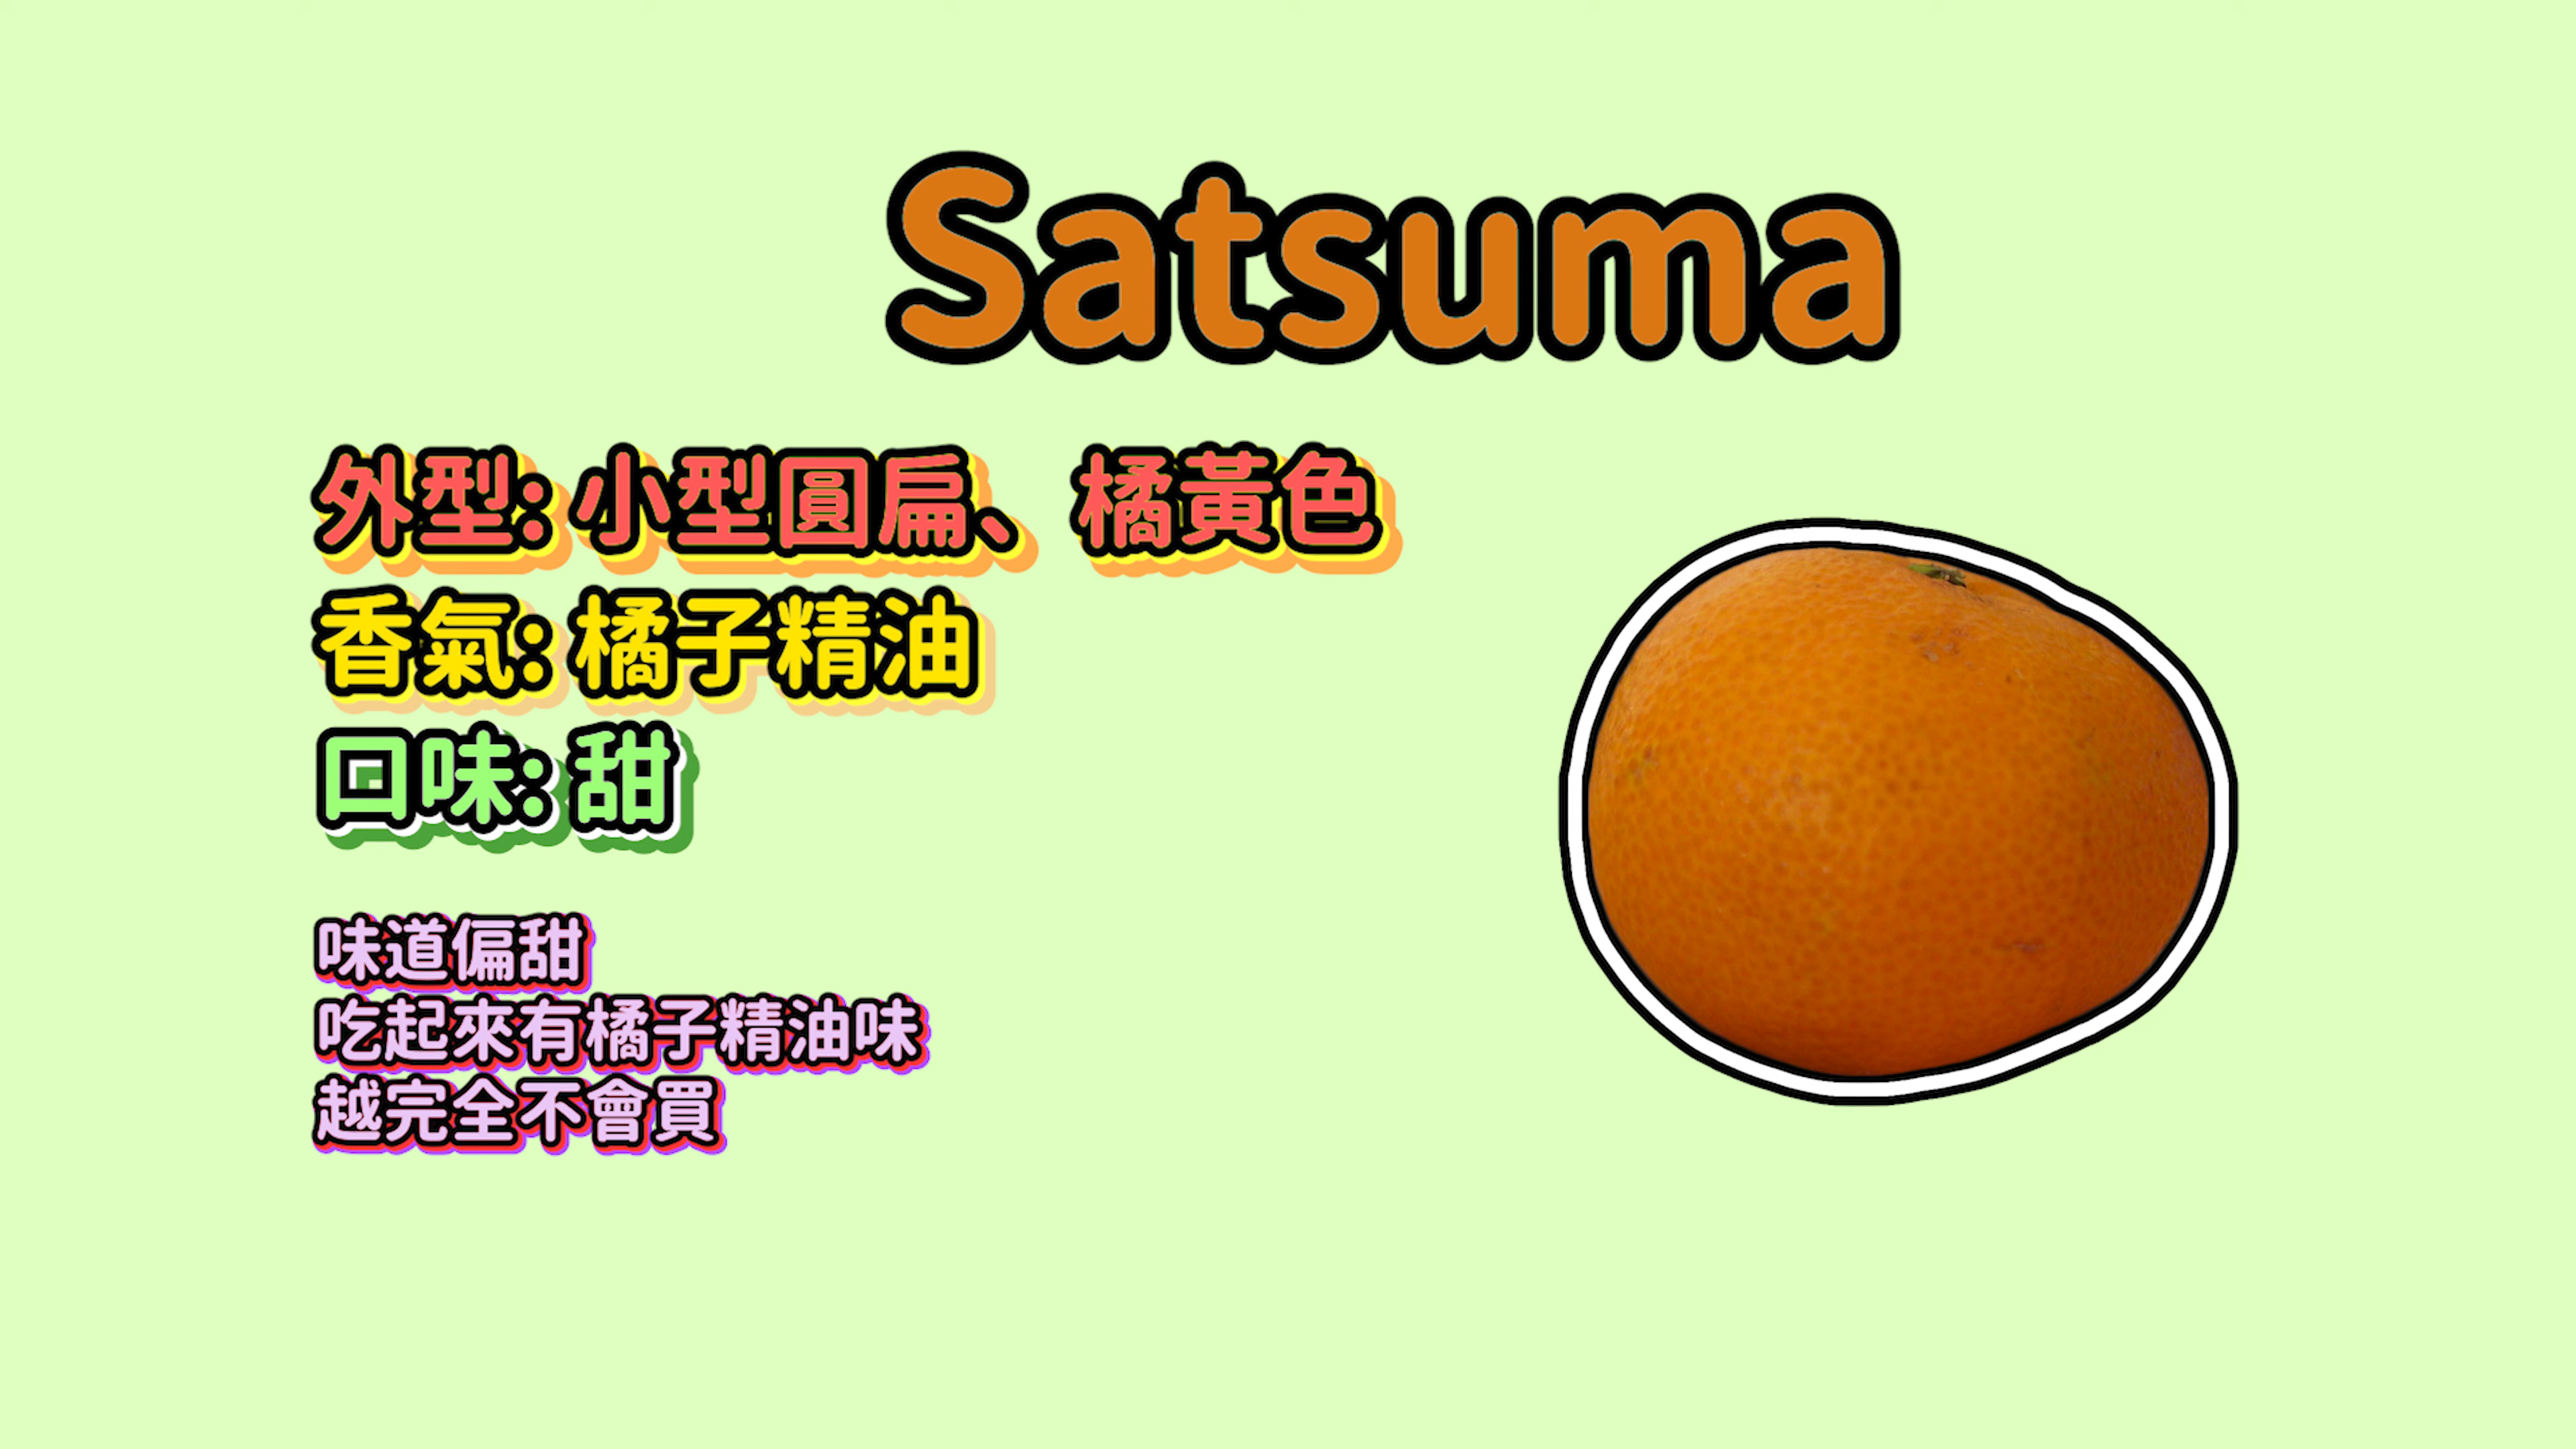 Satsuma
外型: 小型圓扁、橘黃色
香氣: 橘子精油
口味: 甜
味道偏甜
吃起來有橘子精油味
越完全不會買